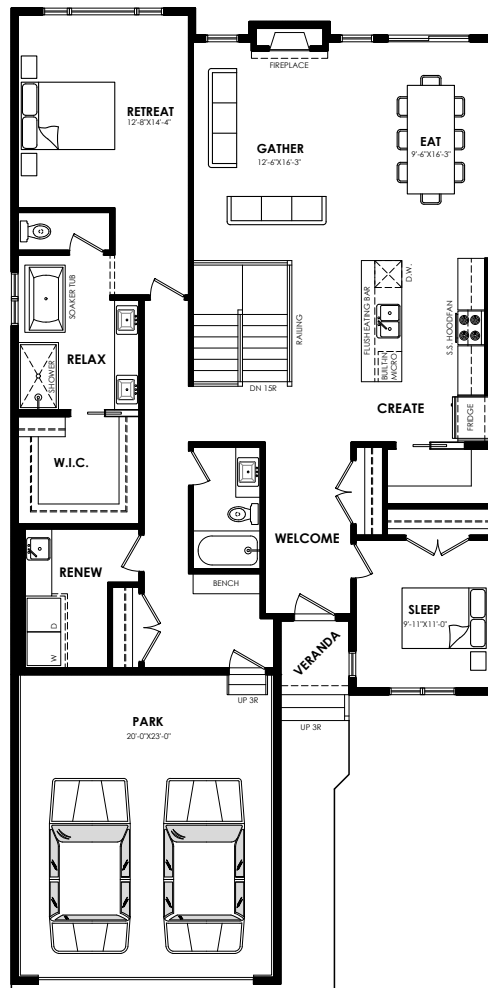 FIREPLACE
RETREAT
12'-8"X14'-4"
GATHER
12'-6"X16'-3"
EAT
9'-6"X16'-3"
SOAKER TUB
RAILING
FLUSH EATING BAR
D.W.
S.S. HOODFAN
BUILT-IN
MICRO
RELAX
SHOWER
DN 15R
CREATE
FRIDGE
W.I.C.
WELCOME
RENEW
BENCH
D
W
SLEEP
9'-11"X11'-0"
VERANDA
UP 3R
UP 3R
PARK
20'-0"X23'-0"